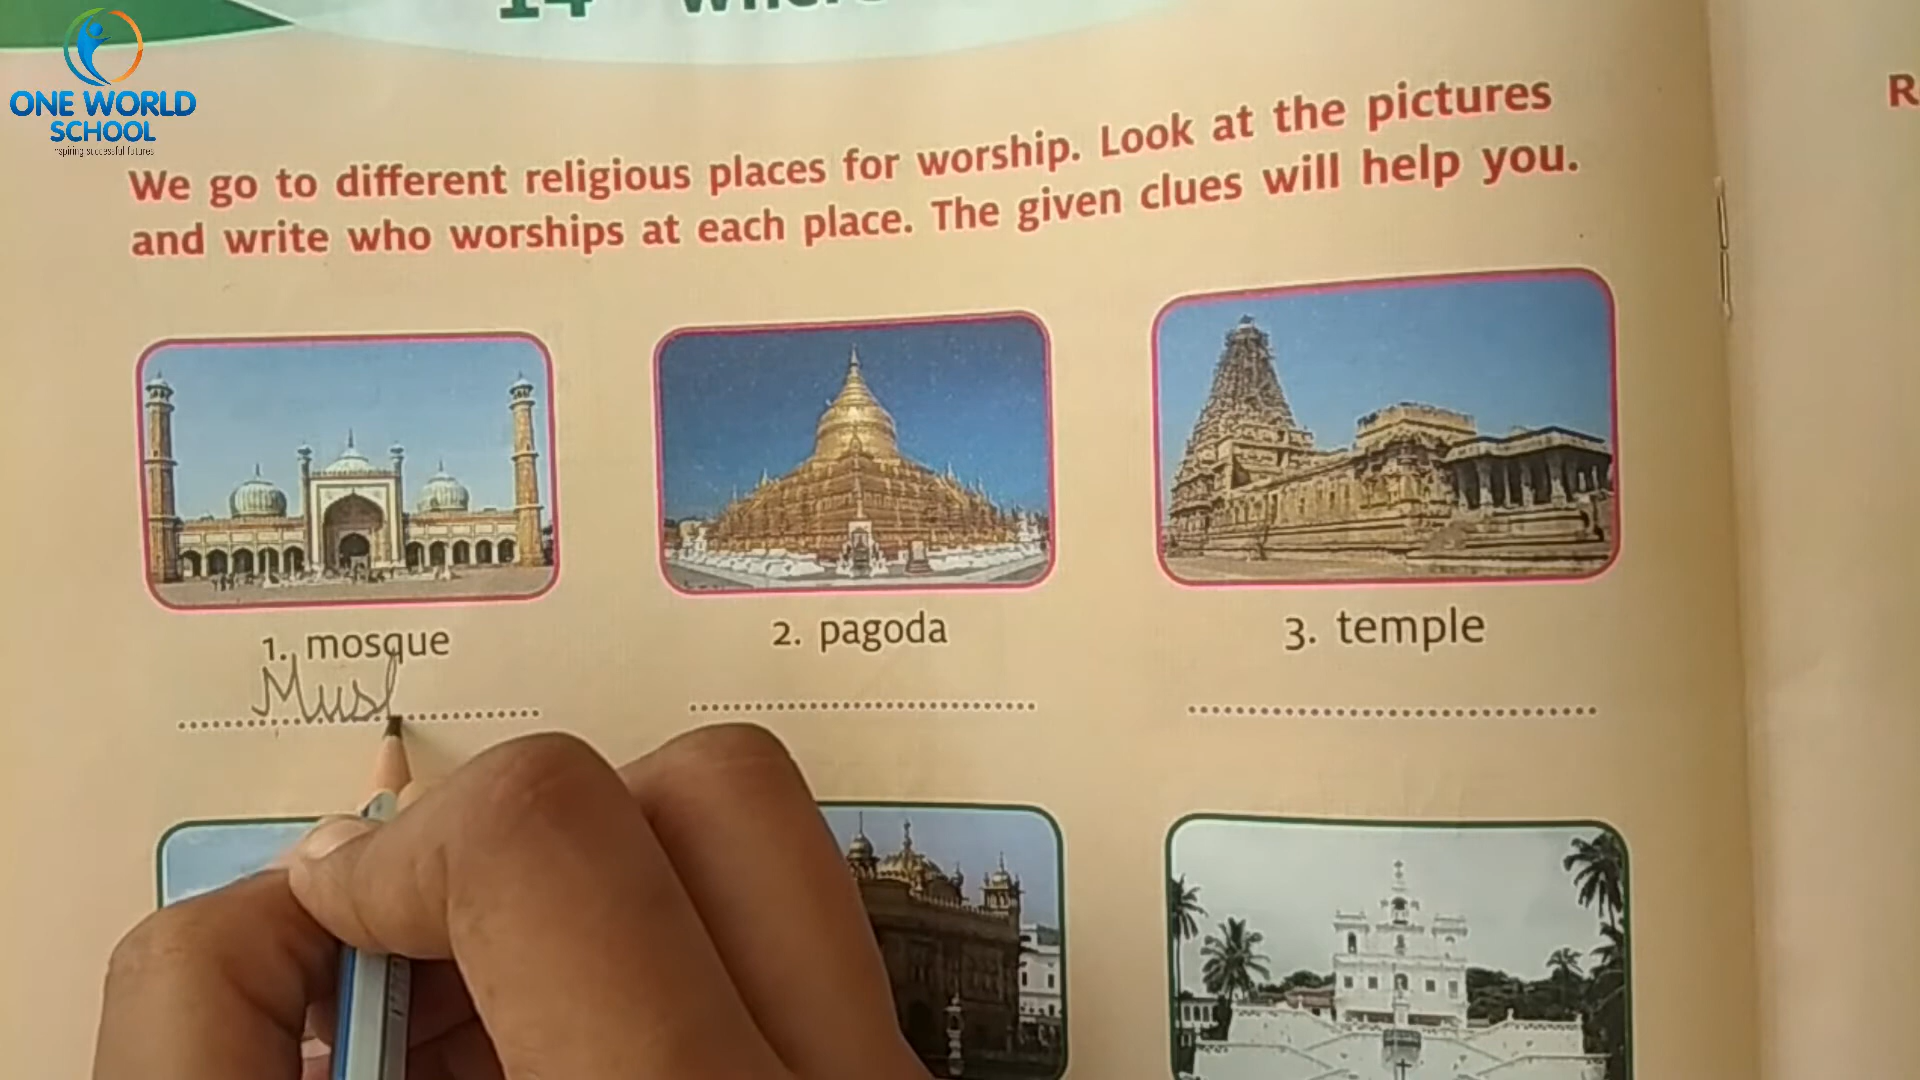 ONE WORLD
SCHOOL
14
We go to different religious places for worship. Look at the pictures
and write who worships at each place. The given clues will help you.
1. mosque
2. pagoda
3. temple
Musl
R